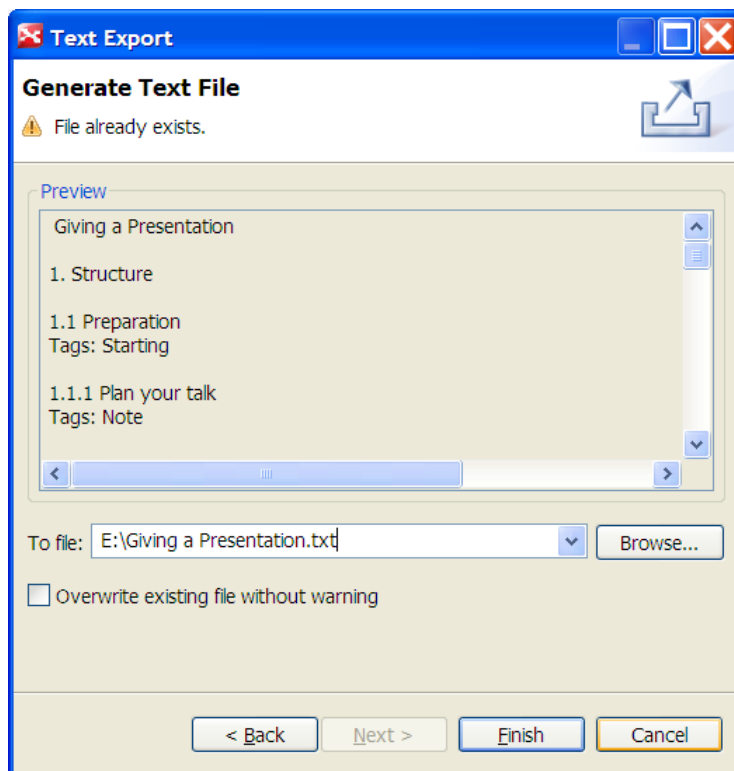 Text Export
Generate Text File
File already exists.
Preview
Giving a Presentation
1. Structure
1.1 Preparation
Tags: Starting
1.1.1 Plan your talk
Tags: Note
To file: E:\Giving a Presentation.txt Browse...
Overwrite existing file without warning
< Back Next > Finish Cancel